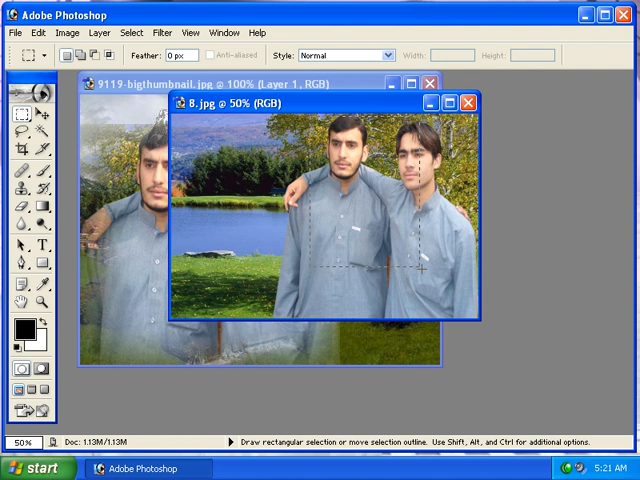 Adobe Photoshop
File Edit Image Layer Select Filter View Window Help
Feather: 0 px Anti-aliased Style: Normal Width: Height:
9119-bigthumbnail.jpg @ 100% (Layer 1, RGB)
8.jpg @ 50% (RGB)
T
50% Doc: 1.13M/1.13M Draw rectangular selection or move selection outline. Use Shift, Alt, and Ctrl for additional options.
start Adobe Photoshop 5:21 AM